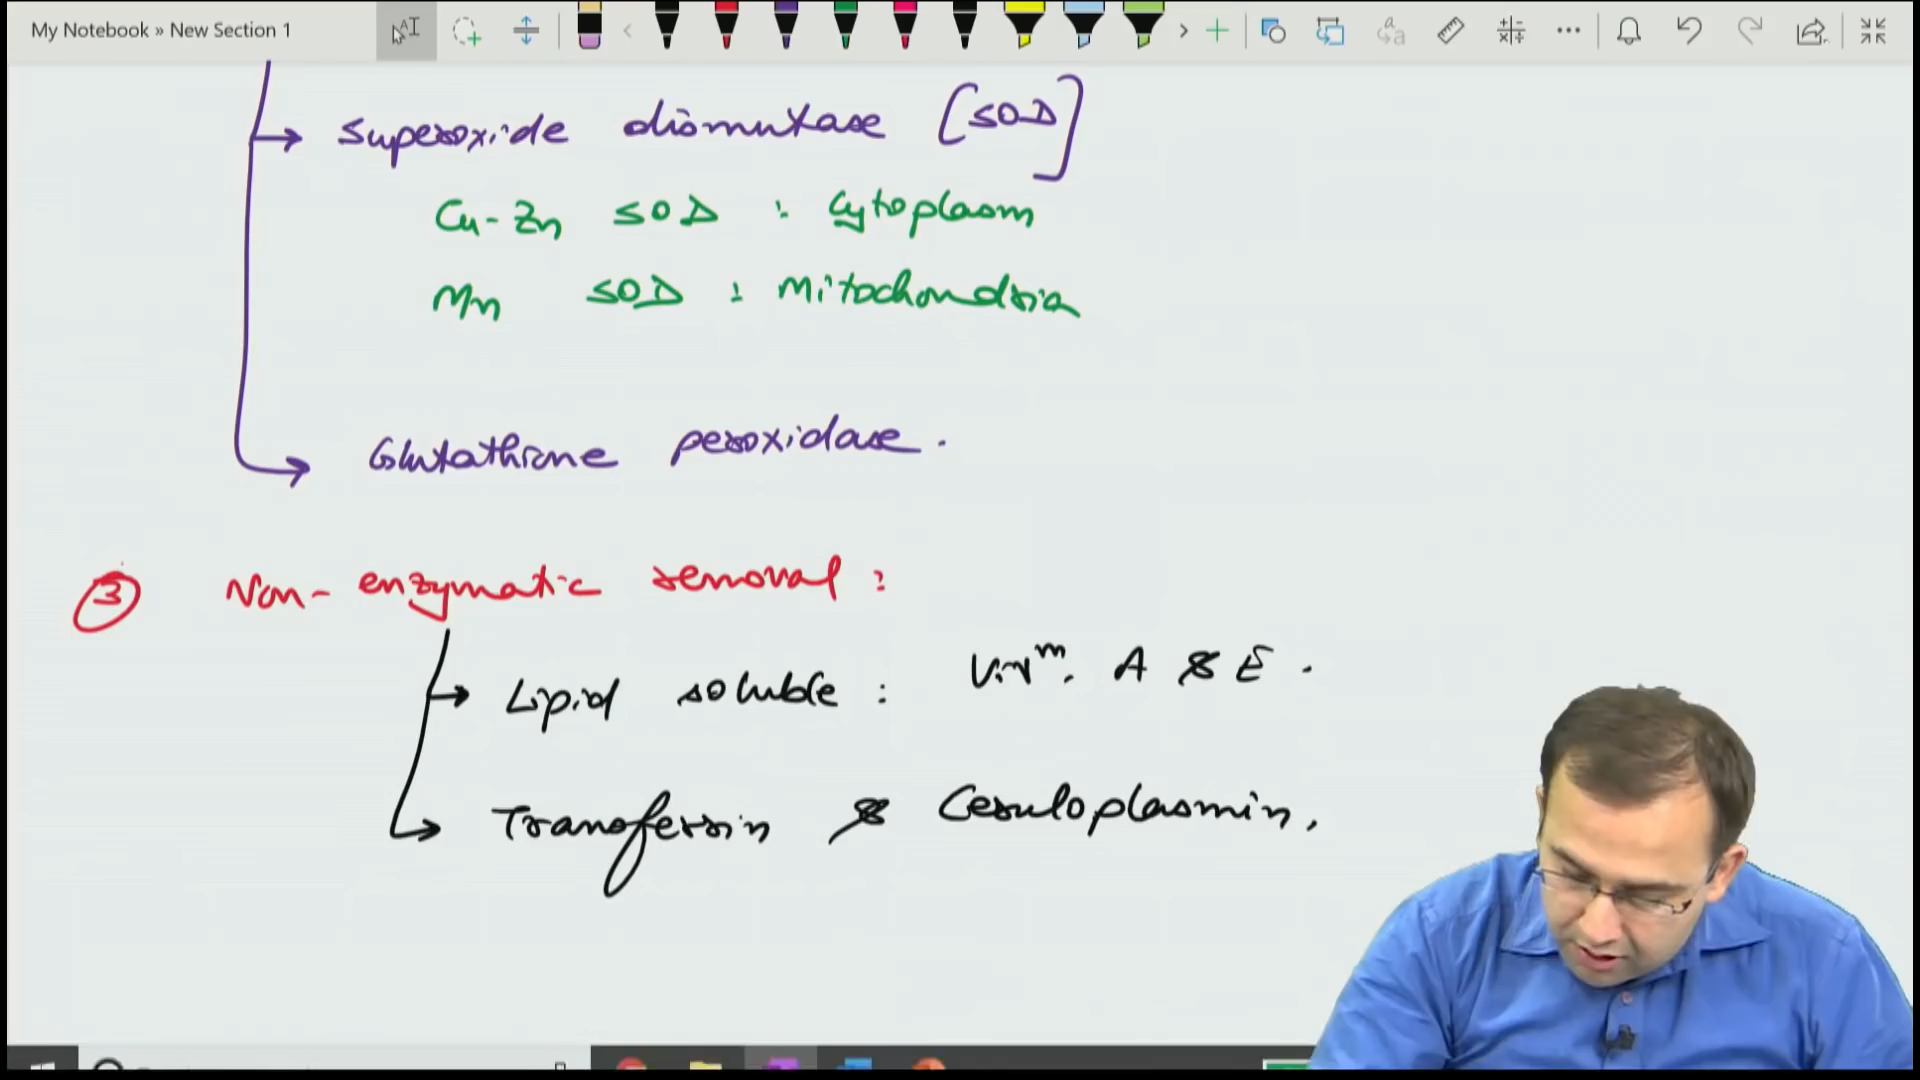 My Notebook » New Section 1
Superoxide dismutase [SOD]
Cu-Zn SOD : Cytoplasm
Mn SOD : Mitochondria
Glutathione peroxidase.
③ Non-enzymatic removal :
Lipid soluble : Vitm. A & E.
Transferrin & Ceruloplasmin.